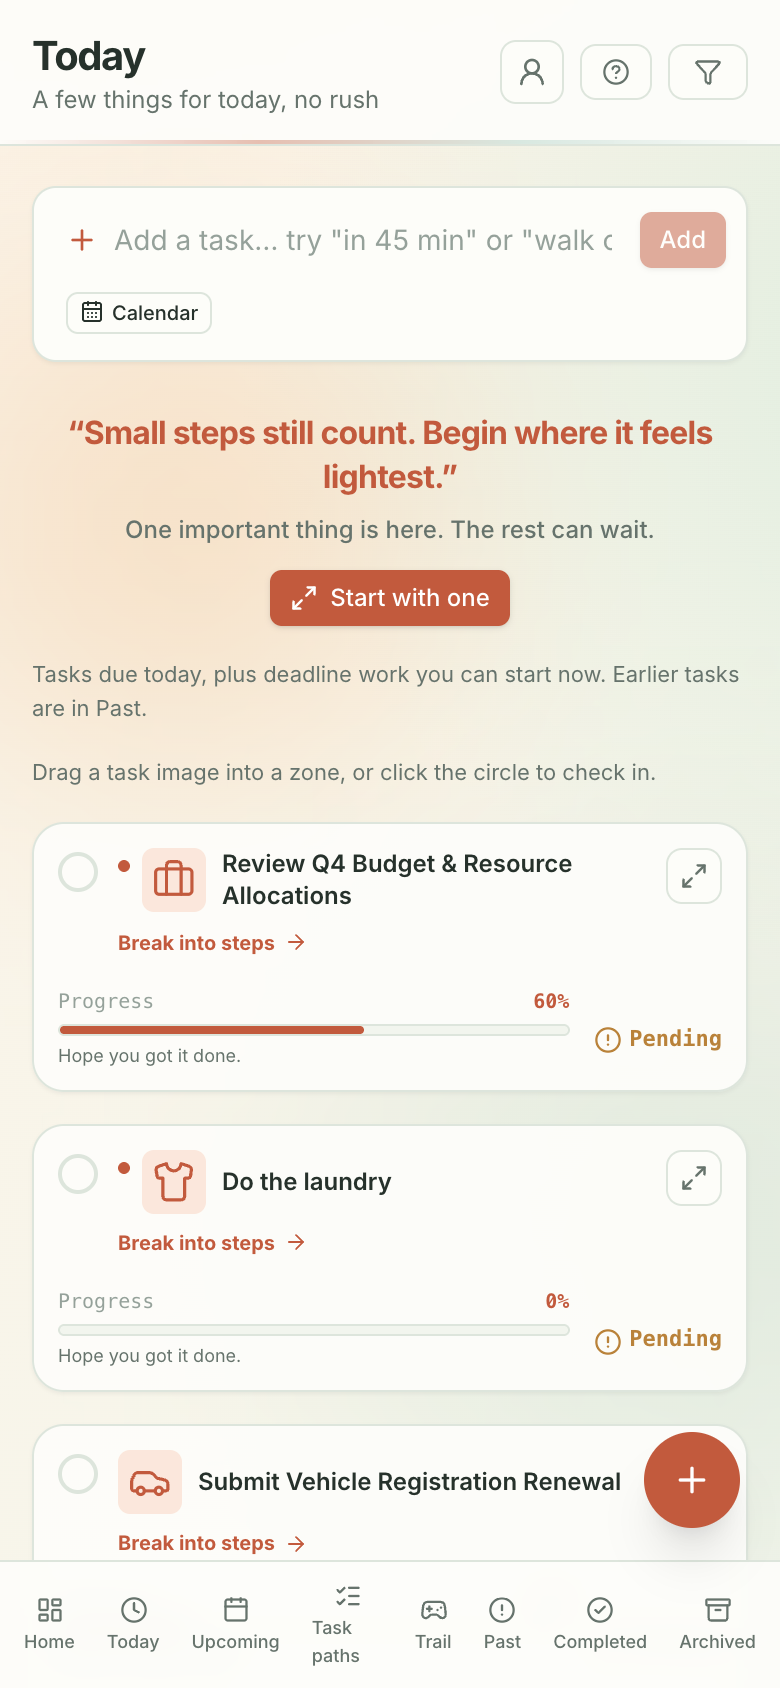 Today
A few things for today, no rush
Add a task... try "in 45 min" or "walk
Add
Calendar
“Small steps still count. Begin where it feels
lightest.”
One important thing is here. The rest can wait.
Start with one
Tasks due today, plus deadline work you can start now. Earlier tasks
are in Past.
Drag a task image into a zone, or click the circle to check in.
Review Q4 Budget & Resource
Allocations
Break into steps →
Progress
60%
Hope you got it done.
Pending
Do the laundry
Break into steps →
Progress
0%
Hope you got it done.
Pending
Submit Vehicle Registration Renewal
Break into steps →
Home
Today
Upcoming
Task
paths
Trail
Past
Completed
Archived